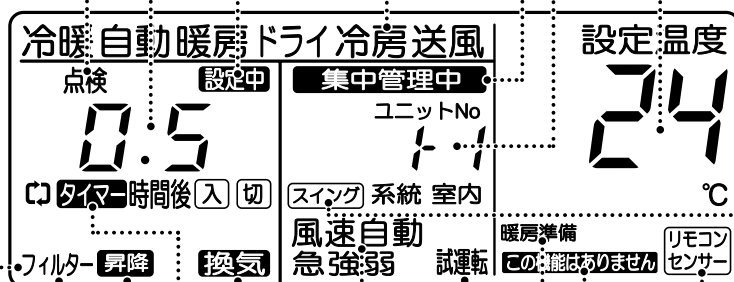 冷暖自動暖房ドライ冷房送風
点検 設定中
0.5
タイマー時間後入切
フィルター 昇降 換気
集中管理中
ユニットNo
1-1
スイング 系統 室内
風速自動
急強弱 試運転
設定温度
24
℃
暖房準備
この機能はありません
リモコン
センサー